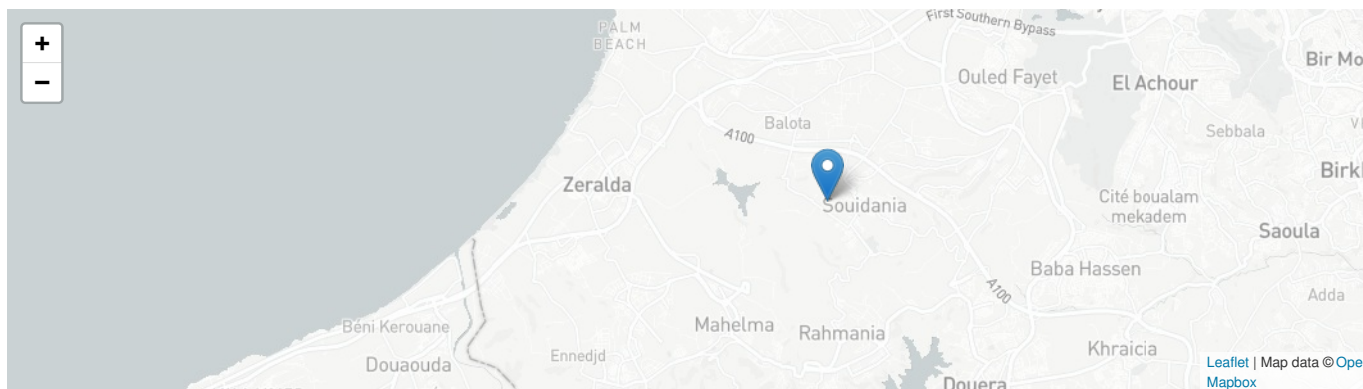 +
−
PALM
BEACH
First Southern Bypass
Bir Mo
Ouled Fayet
El Achour
Balota
A100
Sebbala
Birk
Zeralda
Souidania
Cité boualam
mekadem
Saoula
Baba Hassen
A100
Adda
Béni Kerouane
Mahelma
Rahmania
Khraicia
Ennedjd
Douaouda
Douera
Leaflet | Map data © Ope
Mapbox